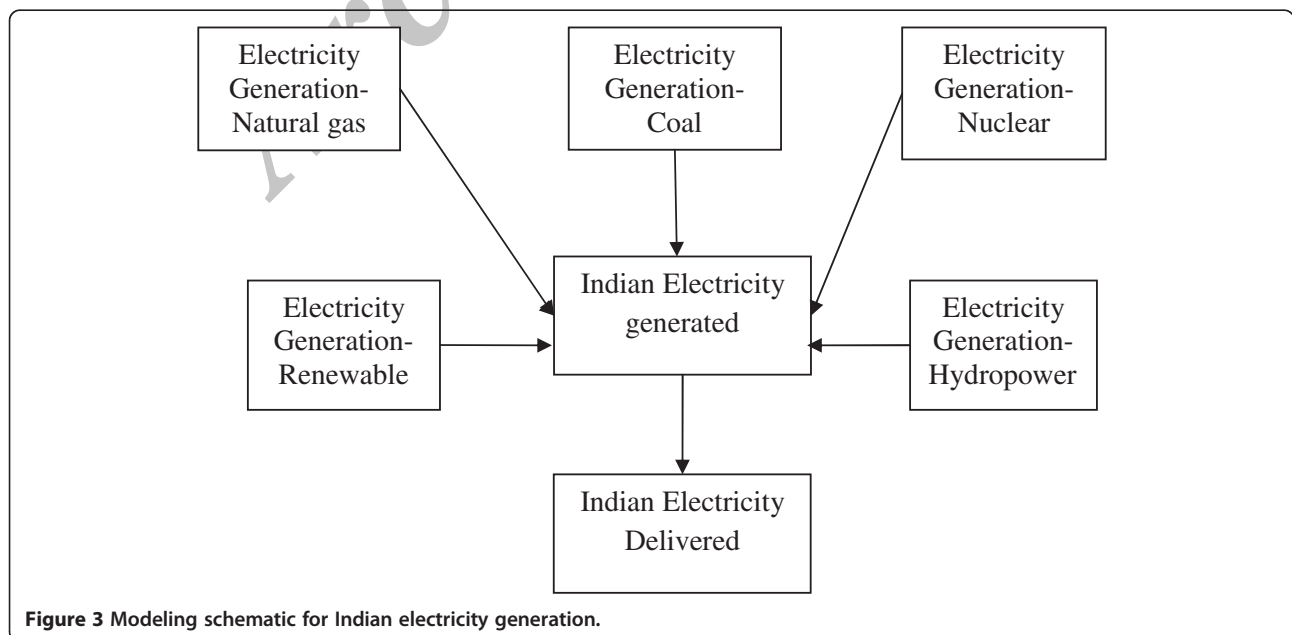 Electricity
Generation-
Natural gas
Electricity
Generation-
Coal
Electricity
Generation-
Nuclear
Electricity
Generation-
Renewable
Indian Electricity
generated
Electricity
Generation-
Hydropower
Indian Electricity
Delivered
Figure 3 Modeling schematic for Indian electricity generation.